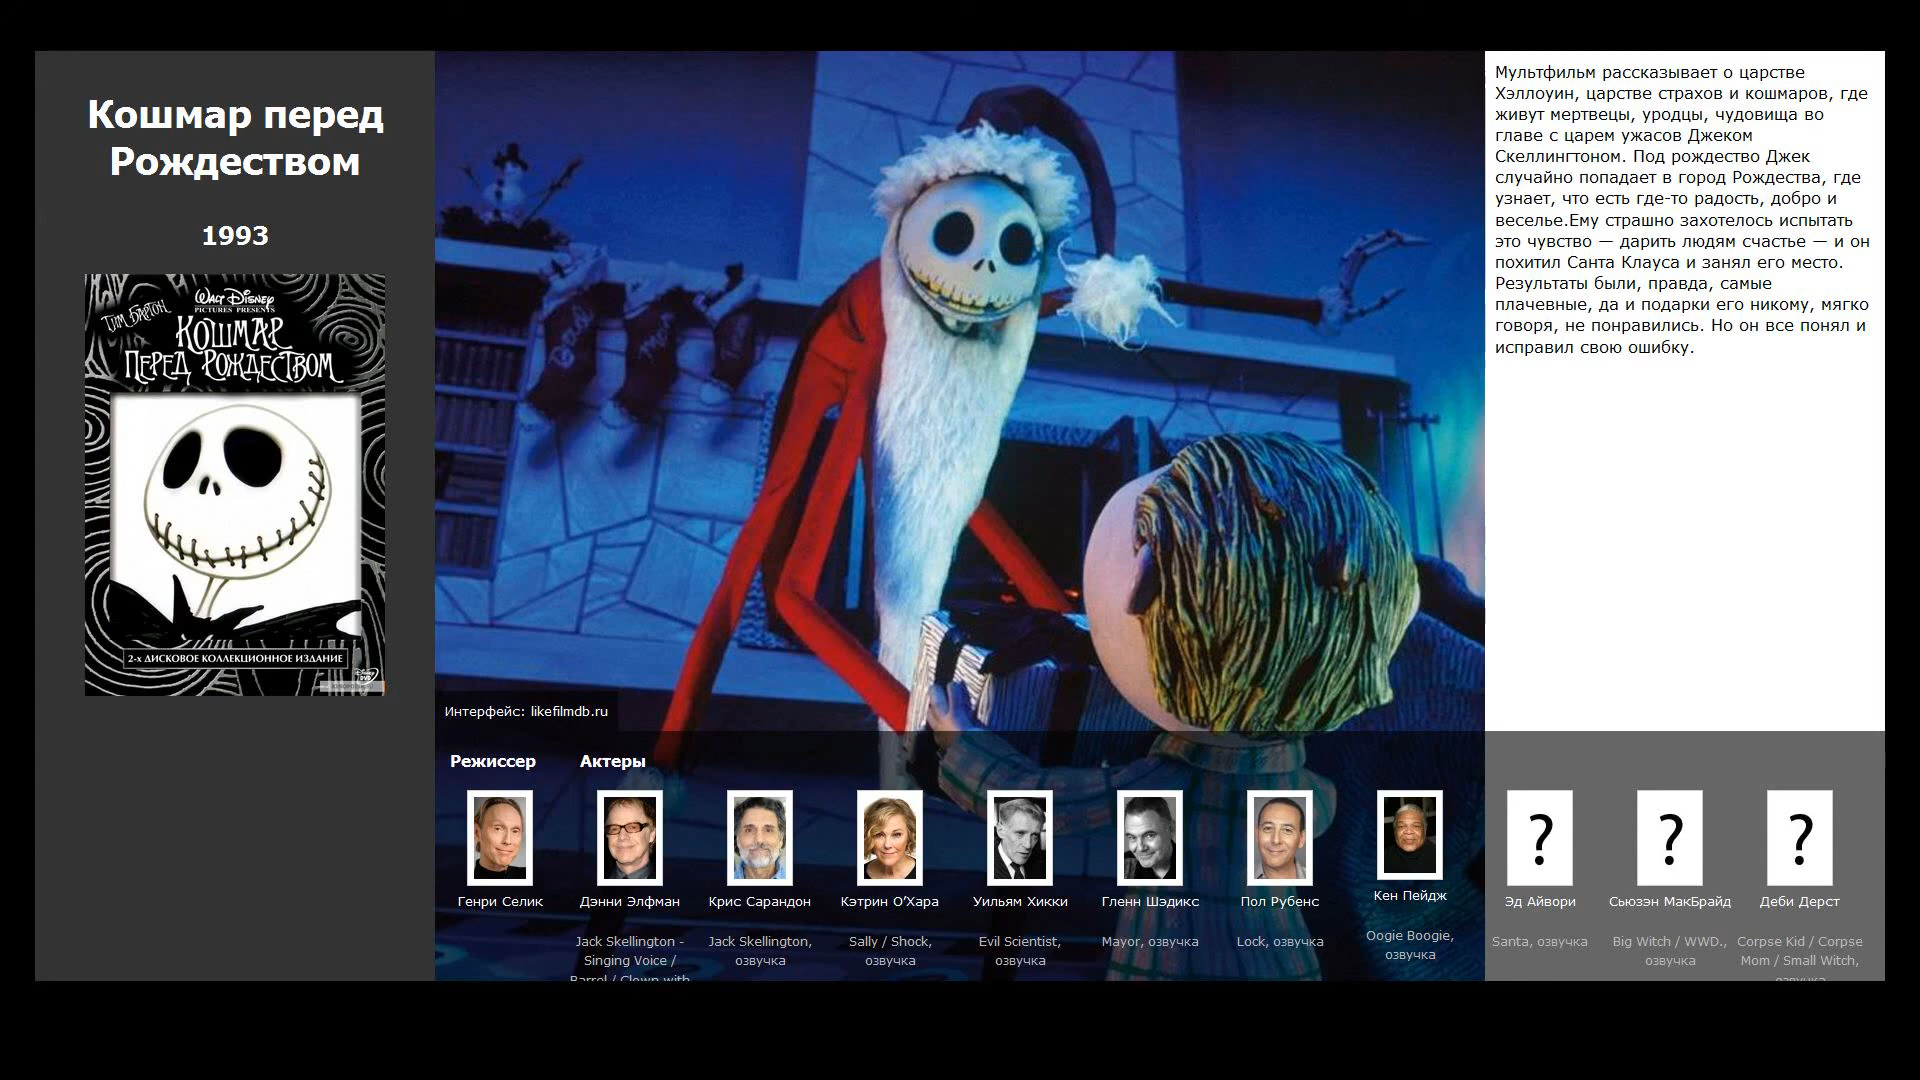 Кошмар перед
Рождеством
1993
WALT DISNEY
PICTURES PRESENTS
ТИМ БАРТОН
КОШМАР
ПЕРЕД РОЖДЕСТВОМ
2-х ДИСКОВОЕ КОЛЛЕКЦИОННОЕ ИЗДАНИЕ
Интерфейс: likefilmdb.ru
Мультфильм рассказывает о царстве
Хэллоуин, царстве страхов и кошмаров, где
живут мертвецы, уродцы, чудовища во
главе с царем ужасов Джеком
Скеллингтоном. Под рождество Джек
случайно попадает в город Рождества, где
узнает, что есть где-то радость, добро и
веселье.Ему страшно захотелось испытать
это чувство — дарить людям счастье — и он
похитил Санта Клауса и занял его место.
Результаты были, правда, самые
плачевные, да и подарки его никому, мягко
говоря, не понравились. Но он все понял и
исправил свою ошибку.
Режиссер
Генри Селик
Актеры
Дэнни Элфман
Jack Skellington -
Singing Voice /
Barrel / Clown with
Крис Сарандон
Jack Skellington,
озвучка
Кэтрин О’Хара
Sally / Shock,
озвучка
Уильям Хикки
Evil Scientist,
озвучка
Гленн Шэдикс
Mayor, озвучка
Пол Рубенс
Lock, озвучка
Кен Пейдж
Oogie Boogie,
озвучка
?
Эд Айвори
Santa, озвучка
?
Сьюзэн МакБрайд
Big Witch / WWD.,
озвучка
?
Деби Дерст
Corpse Kid / Corpse
Mom / Small Witch,
озвучка